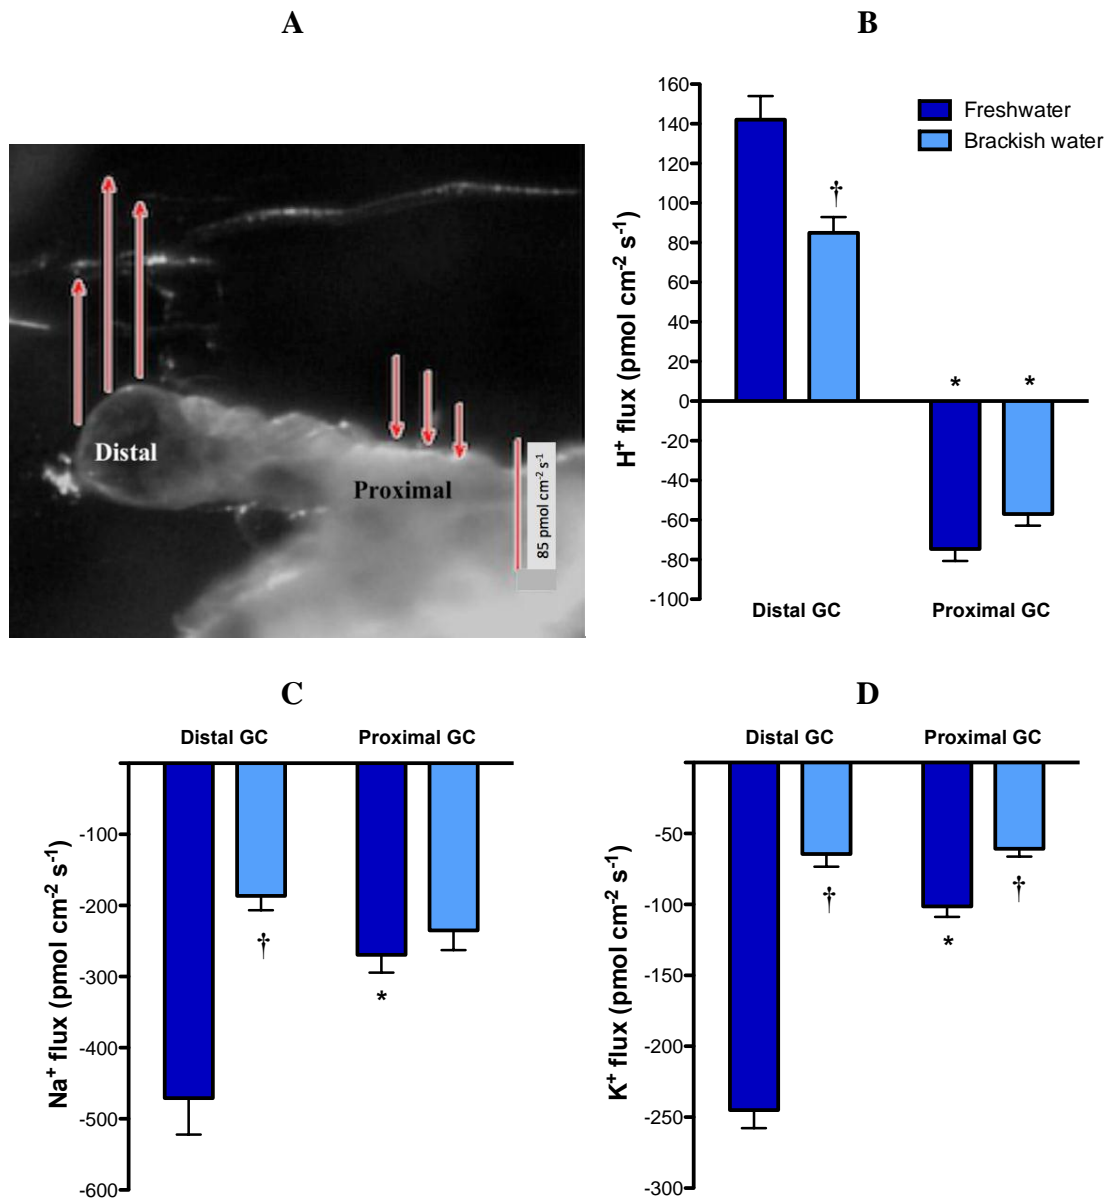 A
Distal
Proximal
85 pmol cm-2 s-1
B
H+ flux (pmol cm-2 s-1)
160
140
120
100
80
60
40
20
0
-20
-40
-60
-80
-100
Freshwater
Brackish water
†
* *
Distal GC Proximal GC
C
Distal GC Proximal GC
Na+ flux (pmol cm-2 s-1)
-100
-200
-300
-400
-500
-600
†
*
D
Distal GC Proximal GC
K+ flux (pmol cm-2 s-1)
-50
-100
-150
-200
-250
-300
† †
*